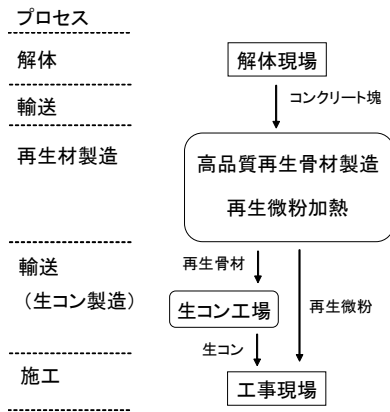 プロセス
解体
解体現場
コンクリート塊
輸送
再生材製造
高品質再生骨材製造
再生微粉加熱
輸送
再生骨材
（生コン製造）
生コン工場
再生微粉
生コン
施工
工事現場